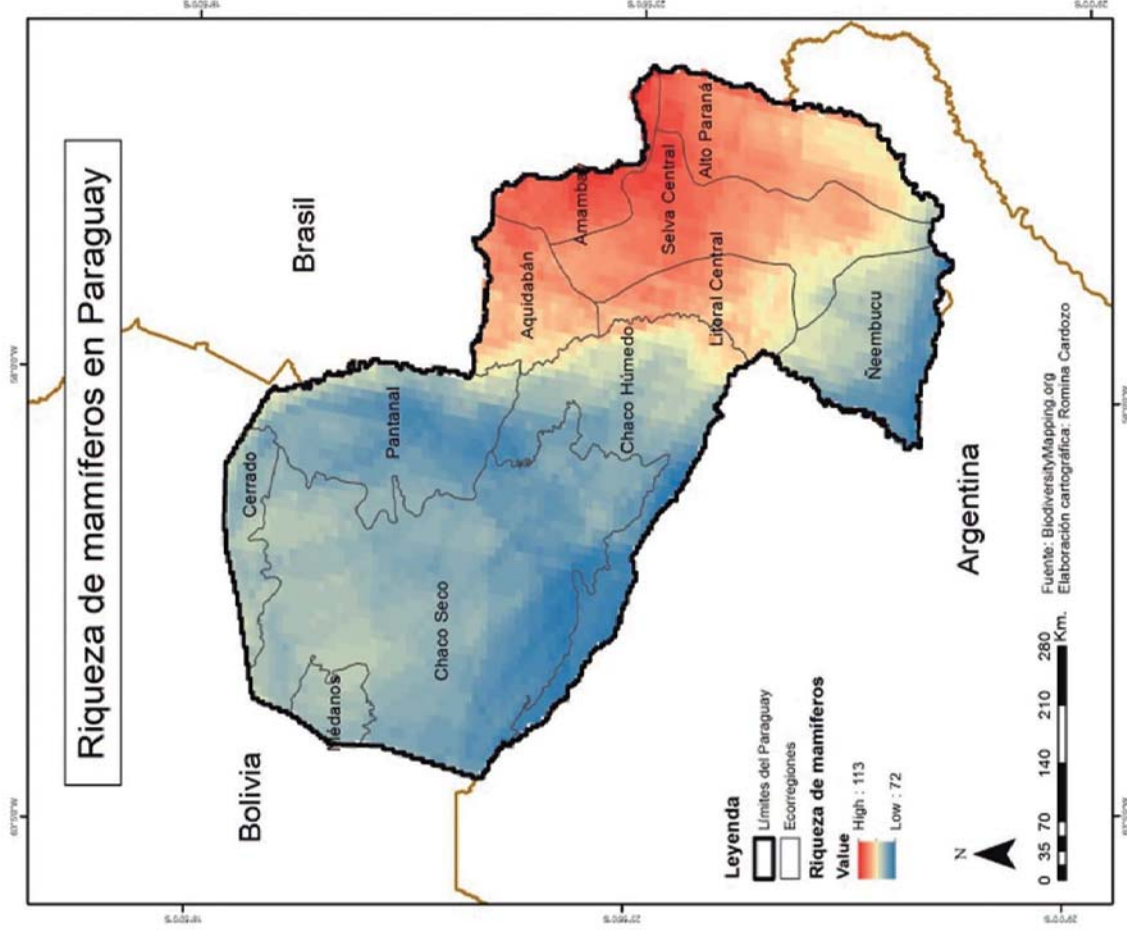 Riqueza de mamíferos en Paraguay
Bolivia
Brasil
Argentina
Cerrado
Pantanal
Médanos
Chaco Seco
Chaco Húmedo
Aquidabán
Amambay
Selva Central
Alto Paraná
Litoral Central
Ñeembucu
Leyenda
Límites del Paraguay
Ecorregiones
Riqueza de mamíferos
Value
High : 113
Low : 72
N
0 35 70 140 210 280
Km.
Fuente: BiodiversityMapping.org
Elaboración cartográfica: Romina Cardozo